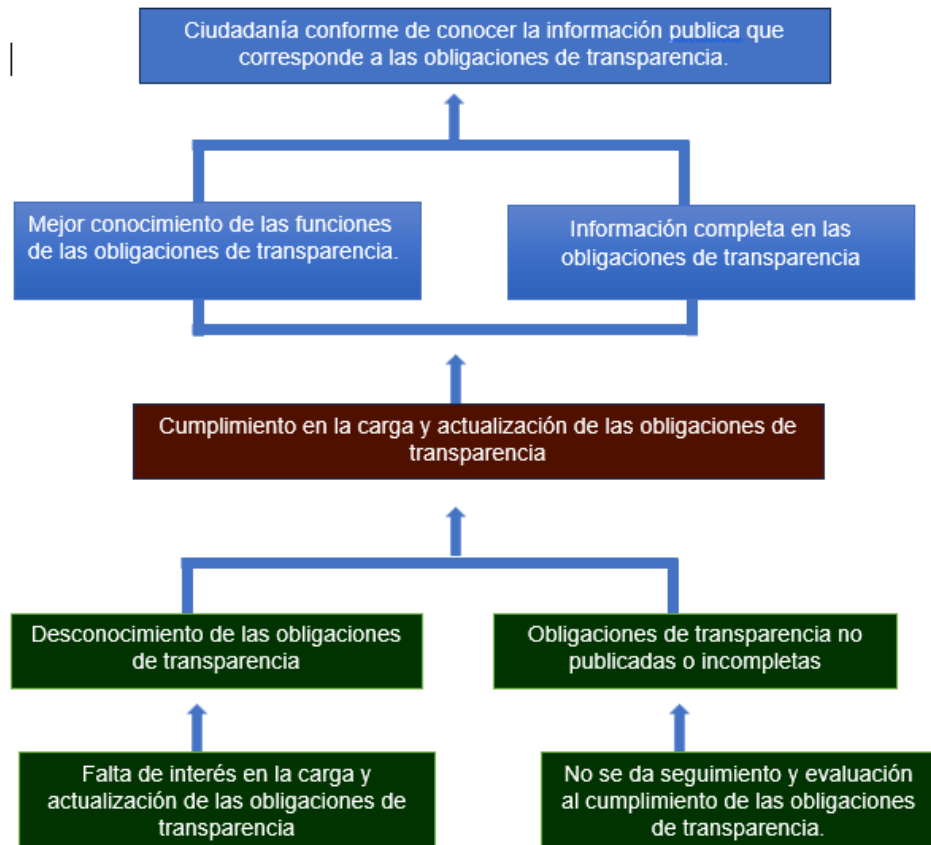 Ciudadanía conforme de conocer la información publica que
corresponde a las obligaciones de transparencia.
Mejor conocimiento de las funciones
de las obligaciones de transparencia.
Información completa en las
obligaciones de transparencia
Cumplimiento en la carga y actualización de las obligaciones de
transparencia
Desconocimiento de las obligaciones
de transparencia
Obligaciones de transparencia no
publicadas o incompletas
Falta de interés en la carga y
actualización de las obligaciones de
transparencia
No se da seguimiento y evaluación
al cumplimiento de las obligaciones
de transparencia.